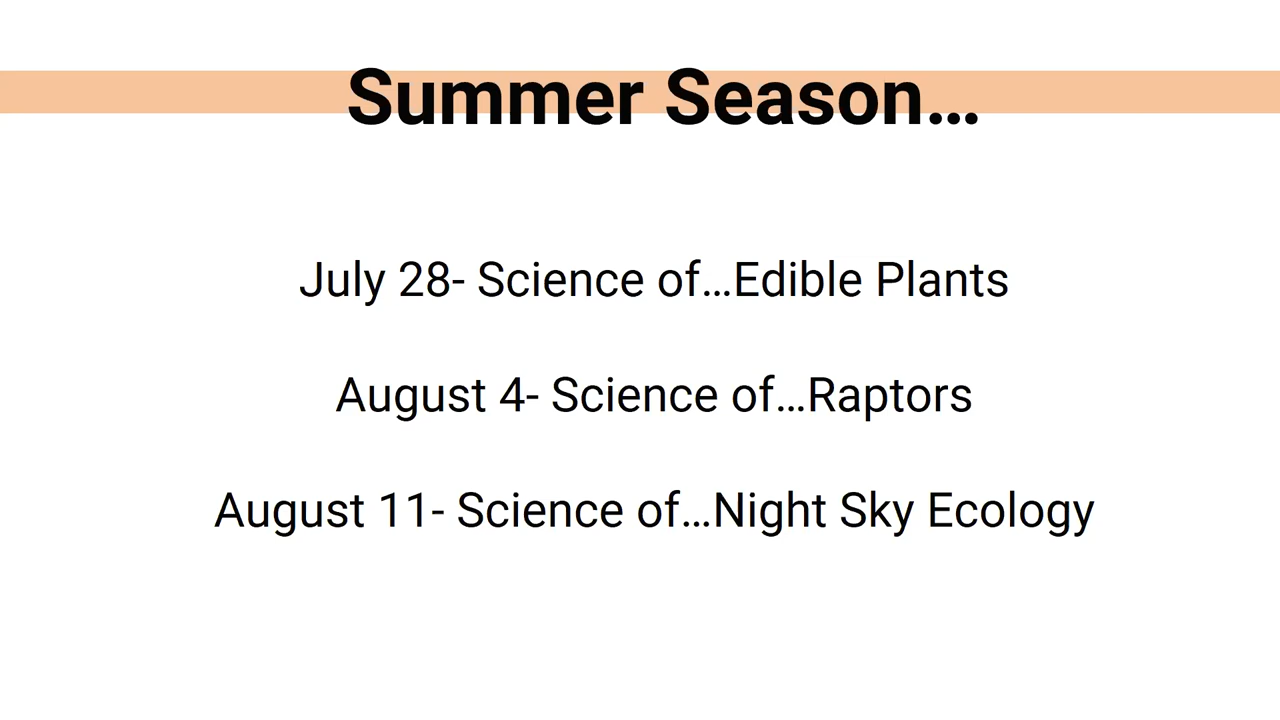 Summer Season…
July 28- Science of…Edible Plants
August 4- Science of…Raptors
August 11- Science of…Night Sky Ecology